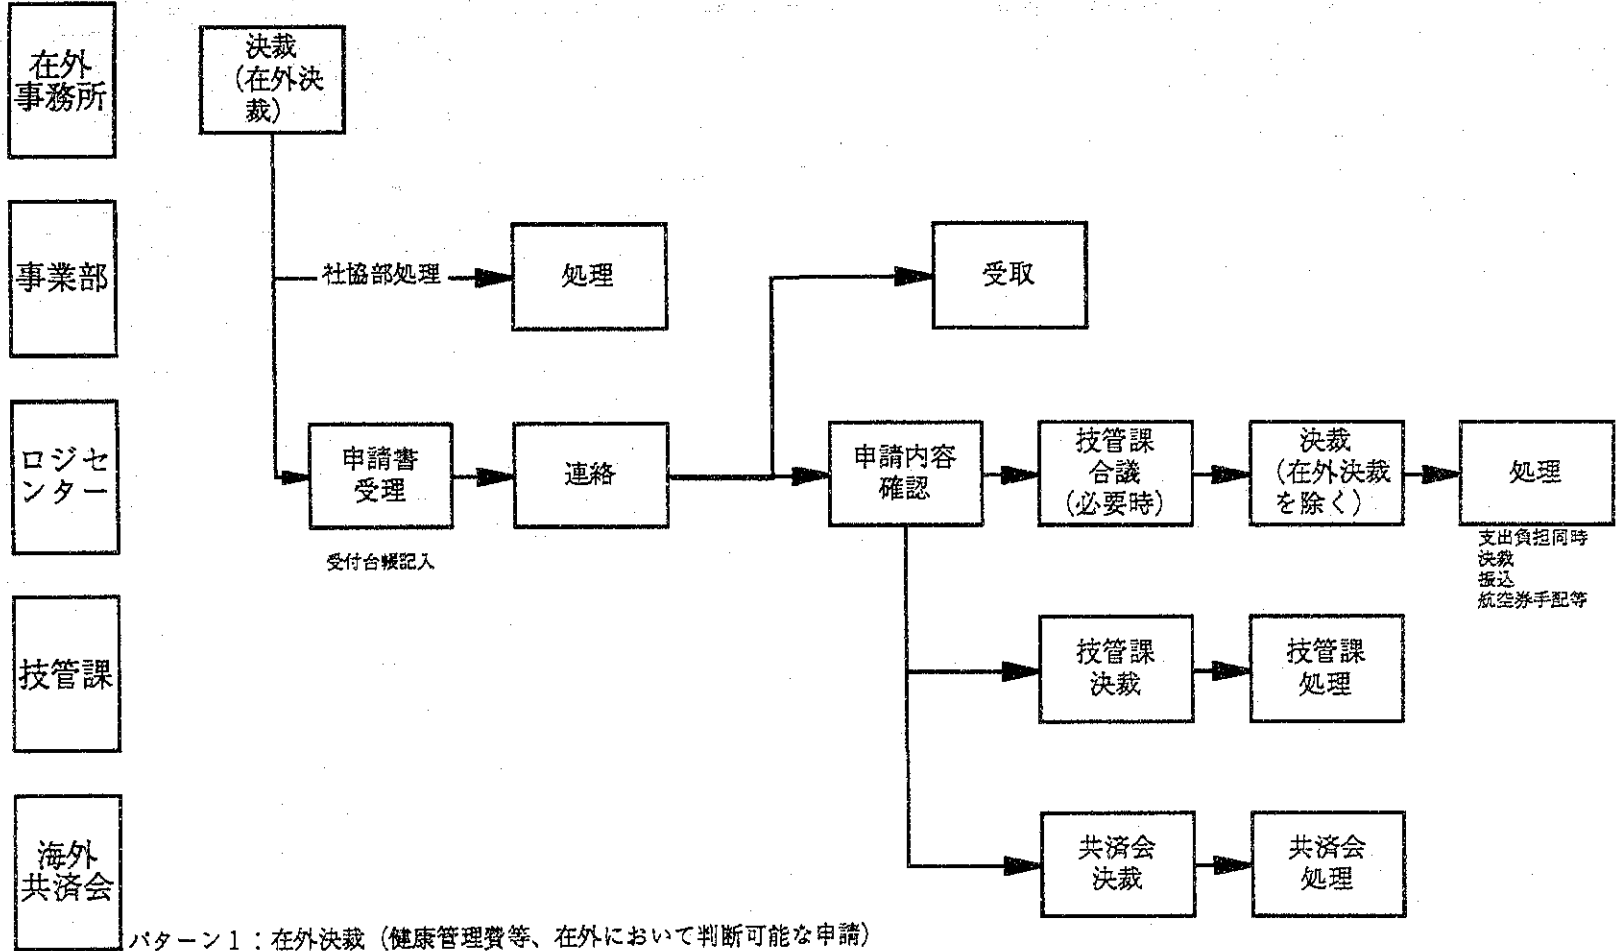 在外
事務所
決裁
（在外決
裁）
事業部
社協部処理
処理
受取
ロジセ
ンター
申請書
受理
受付台帳記入
連絡
申請内容
確認
技管課
合議
（必要時）
決裁
（在外決裁
を除く）
処理
支出負担同時
決裁
振込
航空券手配等
技管課
技管課
決裁
技管課
処理
海外
共済会
共済会
決裁
共済会
処理
パターン１：在外決裁（健康管理費等、在外において判断可能な申請）